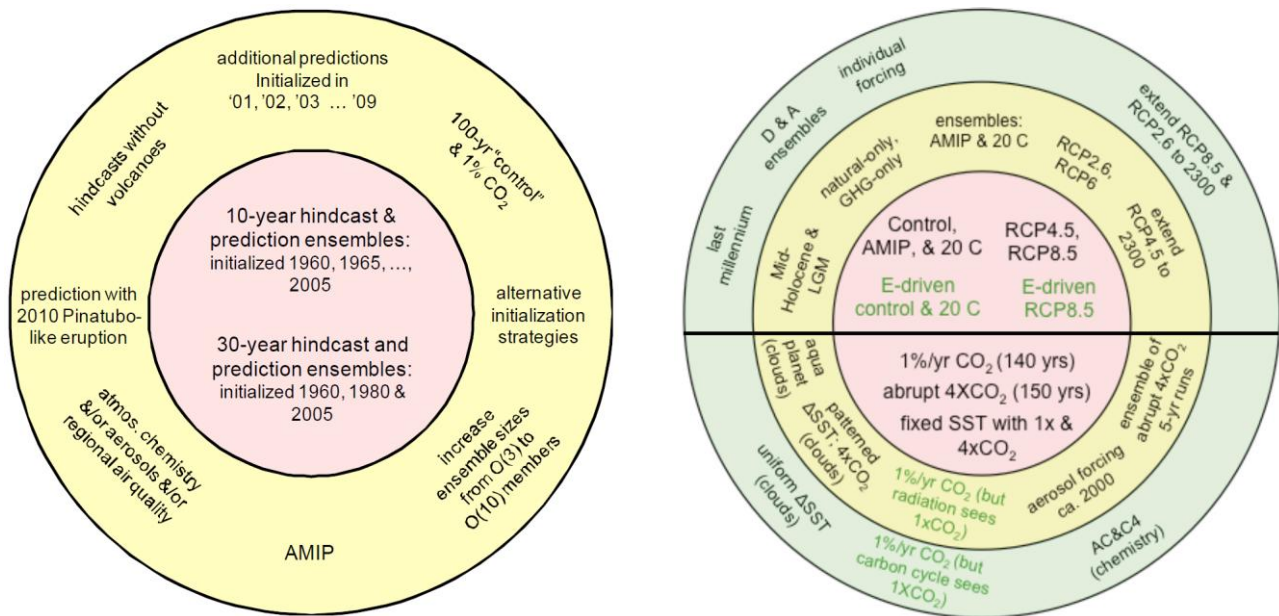 additional predictions
Initialized in
‘01, ’02, ’03 … ’09
hindcasts without
volcanoes
100-yr “control”
& 1% CO₂
10-year hindcast &
prediction ensembles:
initialized 1960, 1965, …,
2005
prediction with
2010 Pinatubo-
like eruption
alternative
initialization
strategies
30-year hindcast and
prediction ensembles:
initialized 1960, 1980 &
2005
atmos. chemistry
&/or aerosols &/or
regional air quality
increase
ensemble sizes
from O(3) to
O(10) members
AMIP
individual
forcing
D & A
ensembles
extend RCP8.5 &
RCP2.6 to 2300
last
millennium
ensembles:
AMIP & 20 C
natural-only,
GHG-only
RCP2.6,
RCP6
Mid-
Holocene &
LGM
extend
RCP4.5 to
2300
Control,
AMIP, & 20 C
RCP4.5,
RCP8.5
E-driven
control & 20 C
E-driven
RCP8.5
1%/yr CO₂ (140 yrs)
abrupt 4XCO₂ (150 yrs)
fixed SST with 1x &
4xCO₂
aqua
planet
(clouds)
ensemble of
abrupt 4xCO₂
5-yr runs
patterned
ΔSST; 4xCO₂
(clouds)
1%/yr CO₂ (but
radiation sees
1xCO₂)
aerosol forcing
ca. 2000
uniform ΔSST
(clouds)
1%/yr CO₂ (but
carbon cycle sees
1XCO₂)
AC&C4
(chemistry)